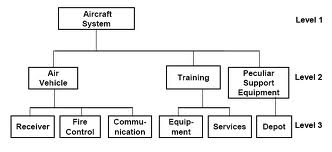 Aircraft
System
Level 1
Air
Vehicle
Training
Peculiar
Support
Equipment
Level 2
Receiver
Fire
Control
Commu-
nication
Equip-
ment
Services
Depot
Level 3